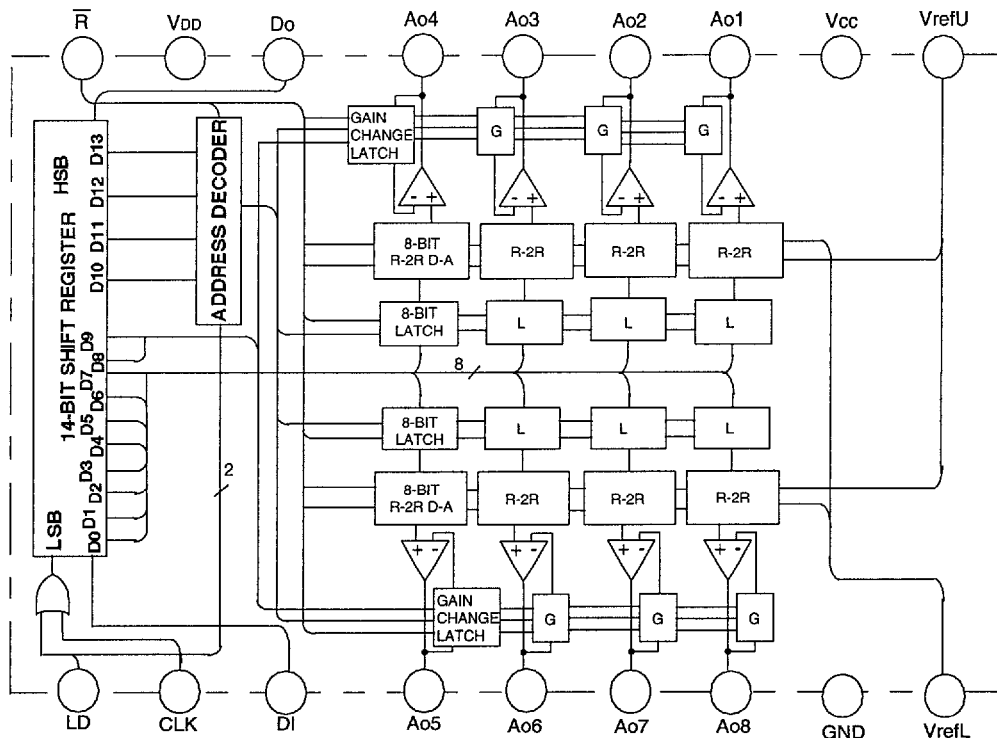 R VDD Do Ao4 Ao3 Ao2 Ao1 Vcc VrefU
14-BIT SHIFT REGISTER
HSB
LSB
D13
D12
D11
D10
D9
D8
D7
D6
D5
D4
D3
D2
D1
D0
ADDRESS DECODER
GAIN
CHANGE
LATCH
G G G
- + - + - + - +
8-BIT
R-2R D-A
R-2R R-2R R-2R
8-BIT
LATCH
L L L
8
8-BIT
LATCH
L L L
2
8-BIT
R-2R D-A
R-2R R-2R R-2R
+ - + - + - + -
GAIN
CHANGE
LATCH
G G G
LD CLK DI Ao5 Ao6 Ao7 Ao8 GND VrefL